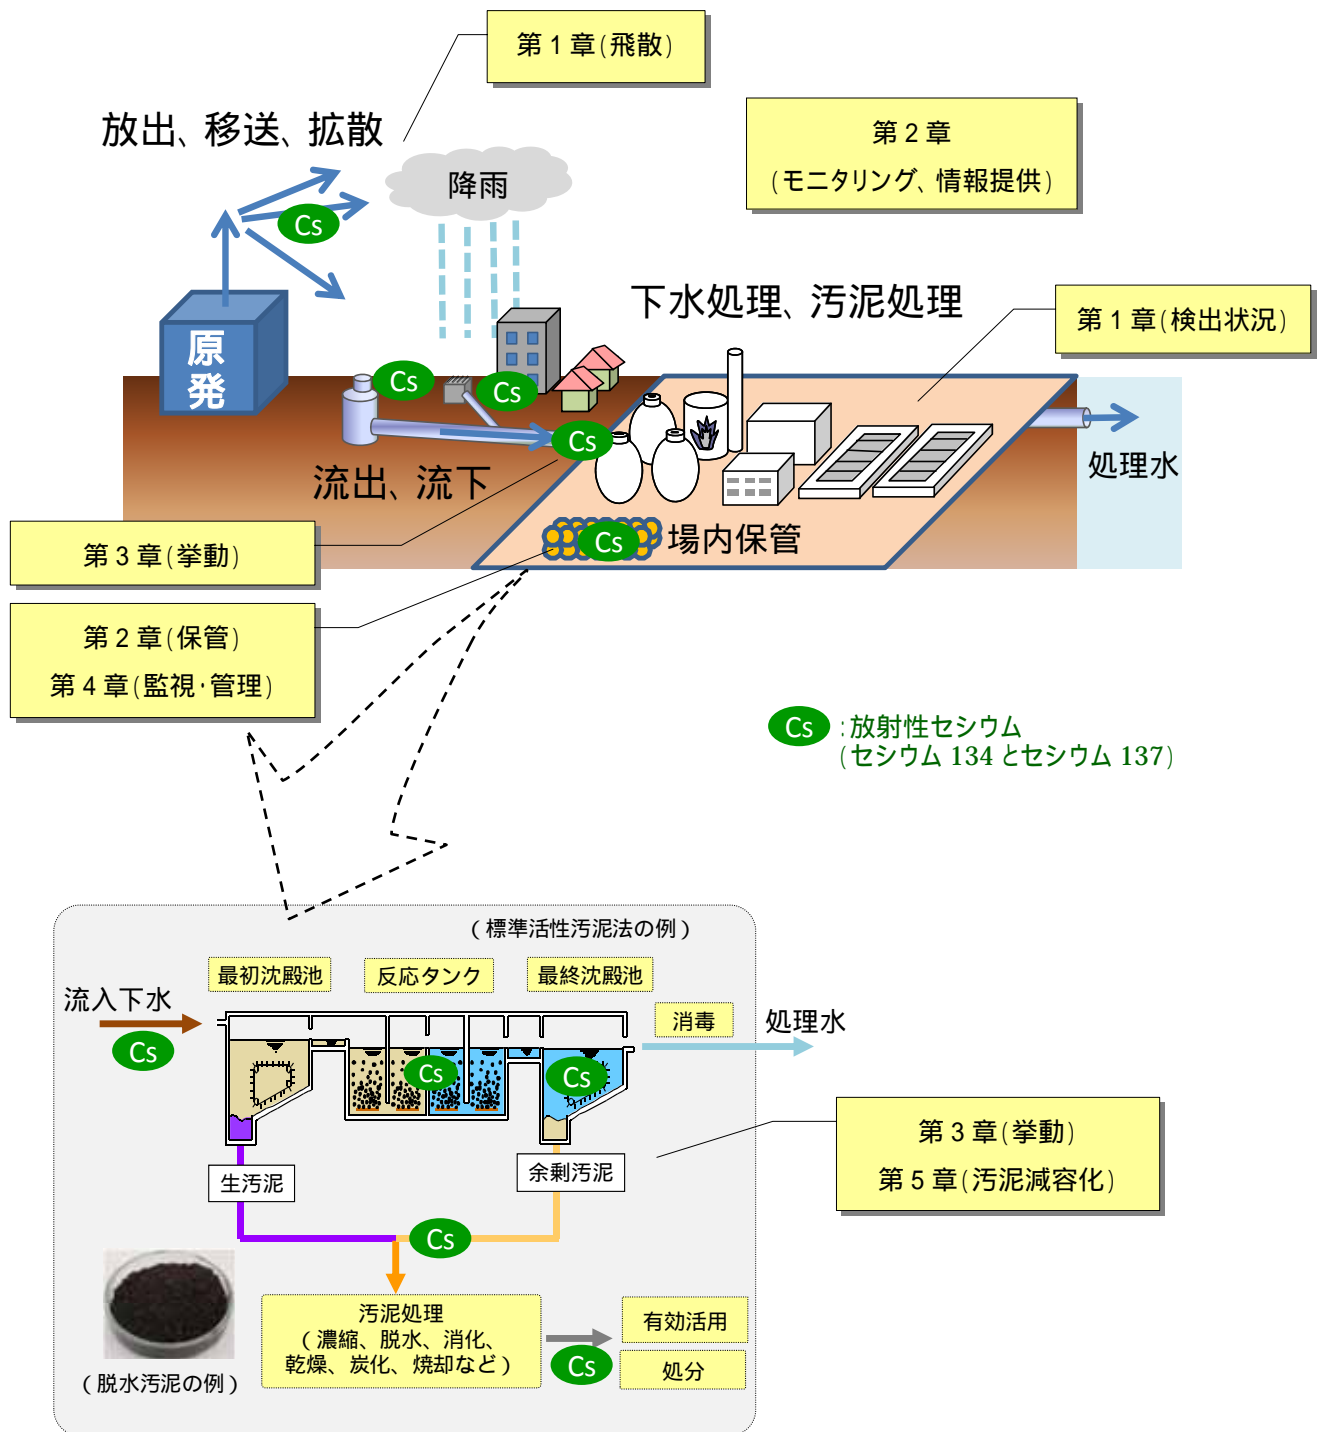 第1章(飛散)
放出、移送、拡散
第2章
(モニタリング、情報提供)
降雨
Cs
下水処理、汚泥処理
第1章(検出状況)
原
発
Cs
Cs
Cs
処理水
流出、流下
第3章(挙動)
Cs
場内保管
第2章(保管)
第4章(監視・管理)
Cs
:放射性セシウム
(セシウム 134 とセシウム 137)
(標準活性汚泥法の例)
最初沈殿池
反応タンク
最終沈殿池
流入下水
消毒
処理水
Cs
Cs
Cs
第3章(挙動)
第5章(汚泥減容化)
生汚泥
余剰汚泥
Cs
汚泥処理
(濃縮、脱水、消化、
乾燥、炭化、焼却など)
有効活用
Cs
処分
(脱水汚泥の例)